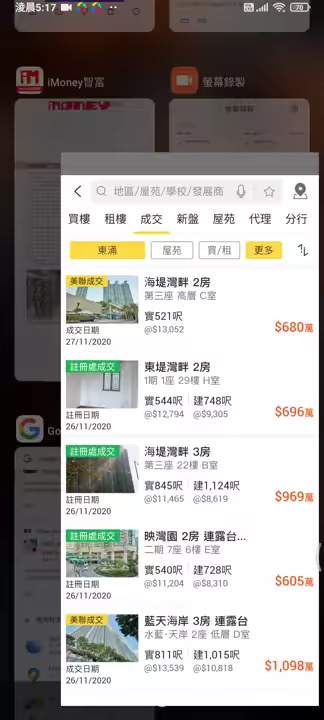 淩晨5:17
70
iMoney智富
螢幕錄製
iMONEY
地區/屋苑/學校/發展商
買樓 租樓 成交 新盤 屋苑 代理 分行
東涌 屋苑 買/租 更多
美聯成交
海堤灣畔 2房
第三座 高層 C室
實521呎
@$13,052
成交日期
27/11/2020
$680萬
註冊處成交
東堤灣畔 2房
1期 1座 29樓 H室
實544呎 建748呎
@$12,794 @$9,305
註冊日期
26/11/2020
$696萬
註冊處成交
海堤灣畔 3房
第三座 22樓 B室
實845呎 建1,124呎
@$11,465 @$8,619
註冊日期
26/11/2020
$969萬
註冊處成交
映灣園 2房 連露台...
二期 7座 6樓 E室
實540呎 建728呎
@$11,204 @$8,310
註冊日期
26/11/2020
$605萬
美聯成交
藍天海岸 3房 連露台
水藍‧天岸 2座 低層 D室
實811呎 建1,015呎
@$13,539 @$10,818
成交日期
26/11/2020
$1,098萬
Go